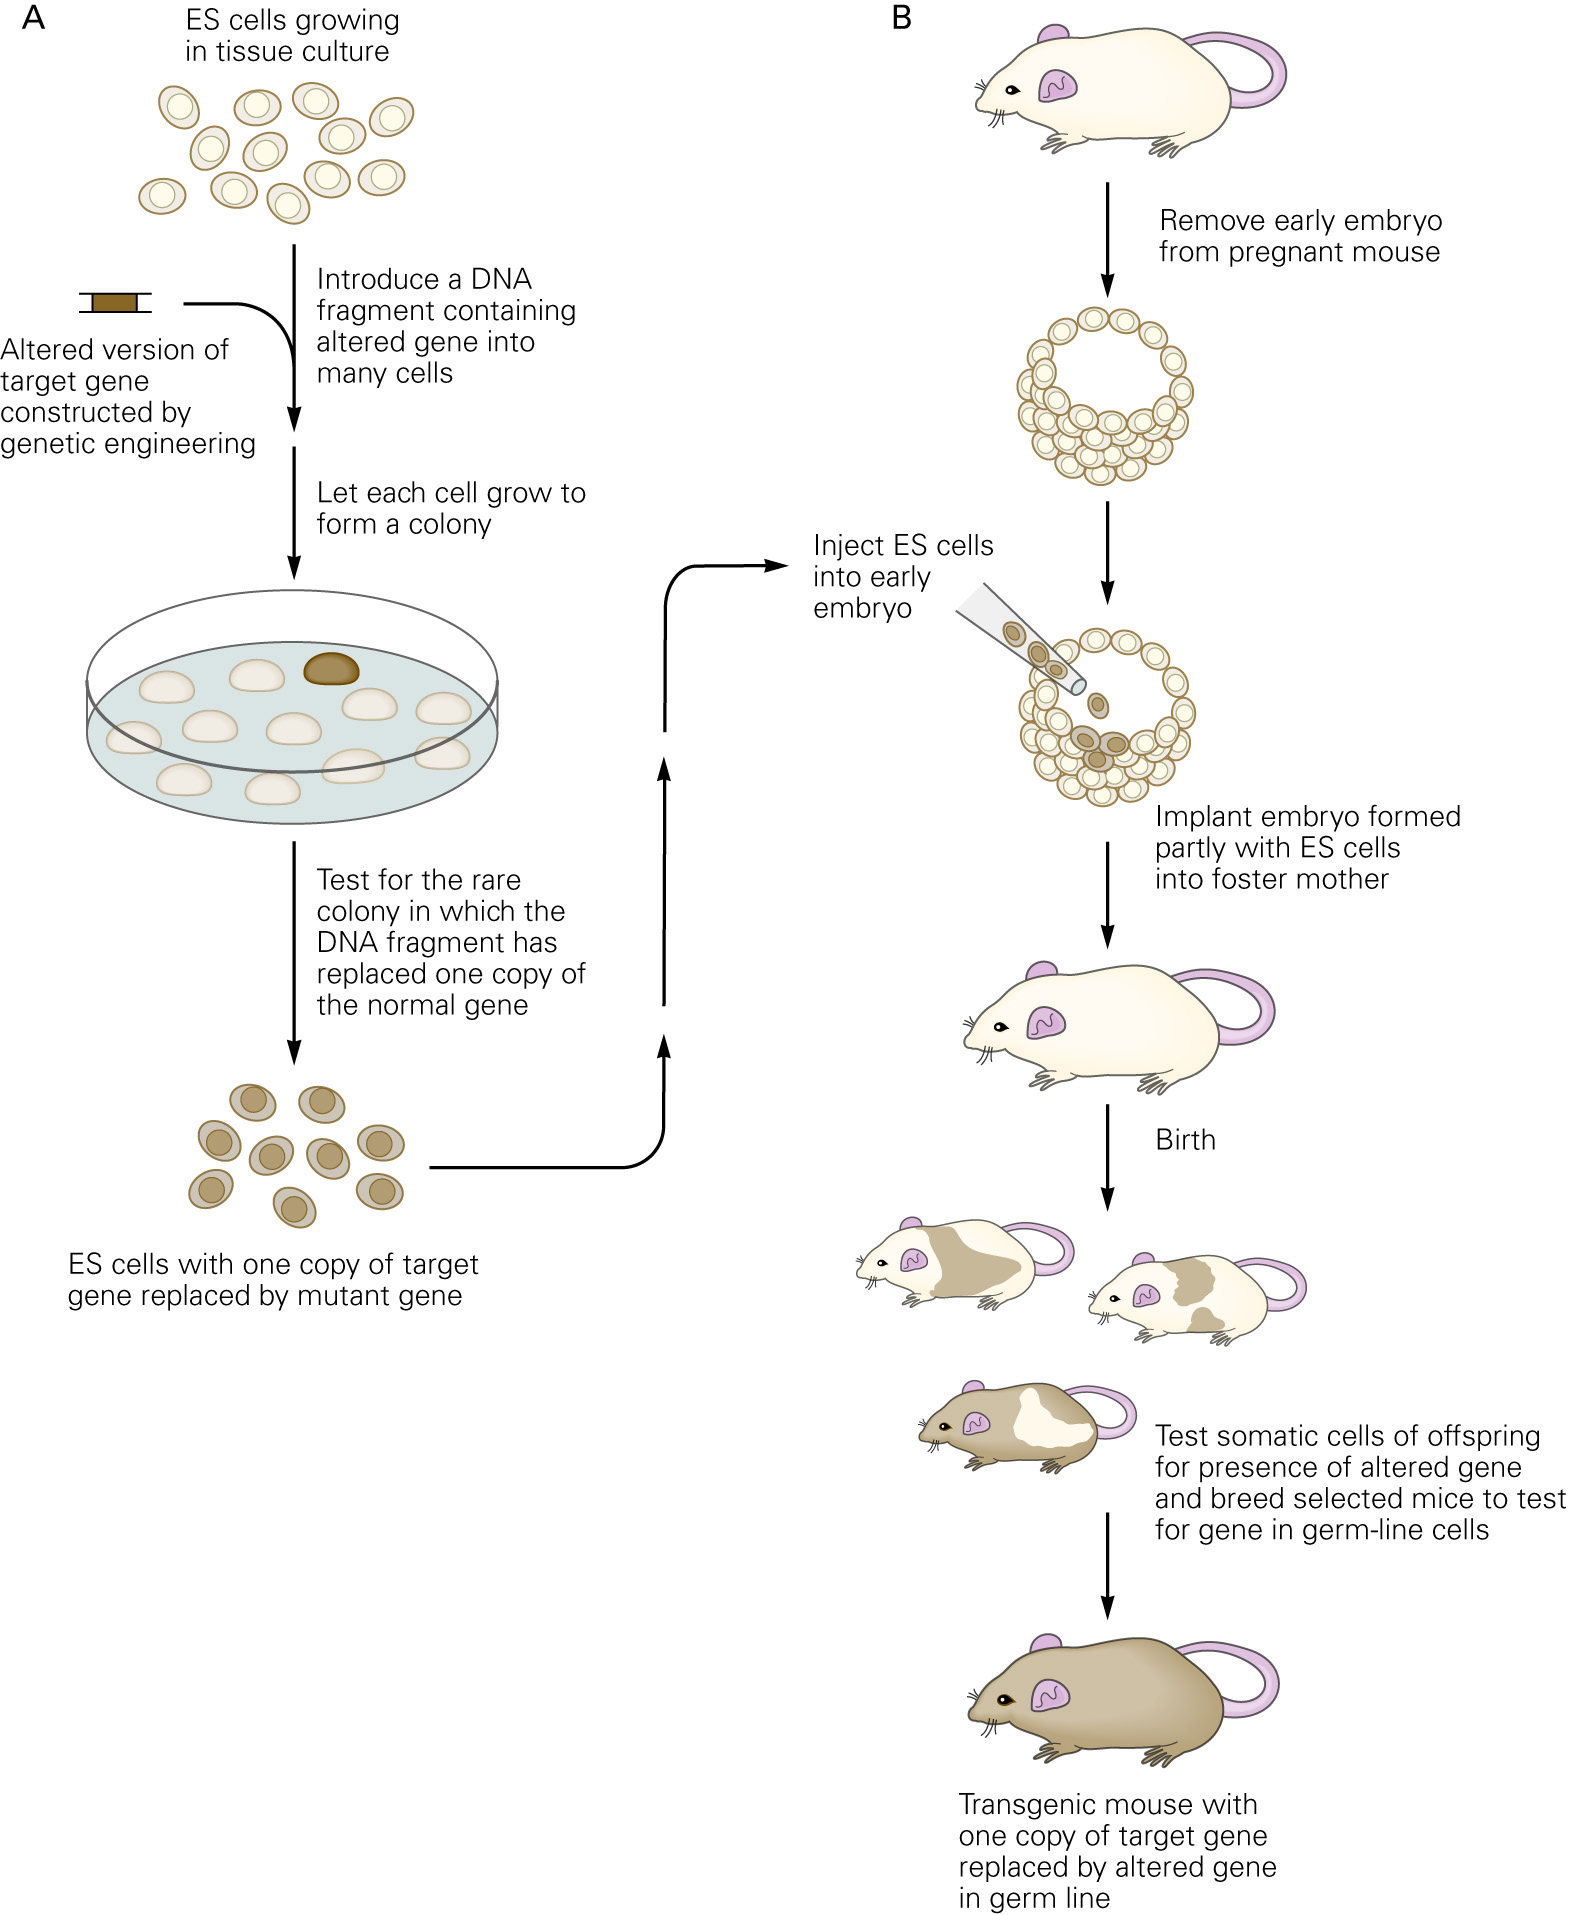 A
ES cells growing
in tissue culture
Introduce a DNA
fragment containing
altered gene into
many cells
Altered version of
target gene
constructed by
genetic engineering
Let each cell grow to
form a colony
Test for the rare
colony in which the
DNA fragment has
replaced one copy of
the normal gene
ES cells with one copy of target
gene replaced by mutant gene
B
Remove early embryo
from pregnant mouse
Inject ES cells
into early
embryo
Implant embryo formed
partly with ES cells
into foster mother
Birth
Test somatic cells of offspring
for presence of altered gene
and breed selected mice to test
for gene in germ-line cells
Transgenic mouse with
one copy of target gene
replaced by altered gene
in germ line